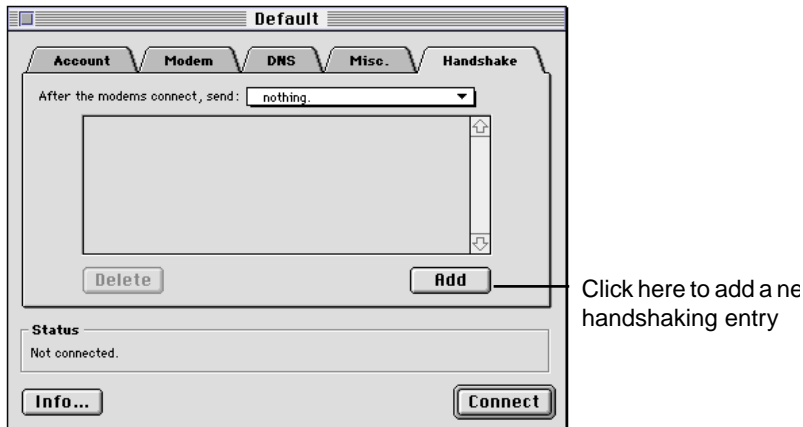 Default
Account Modem DNS Misc. Handshake
After the modems connect, send: nothing.
Delete Add
Click here to add a ne
handshaking entry
Status
Not connected.
Info... Connect